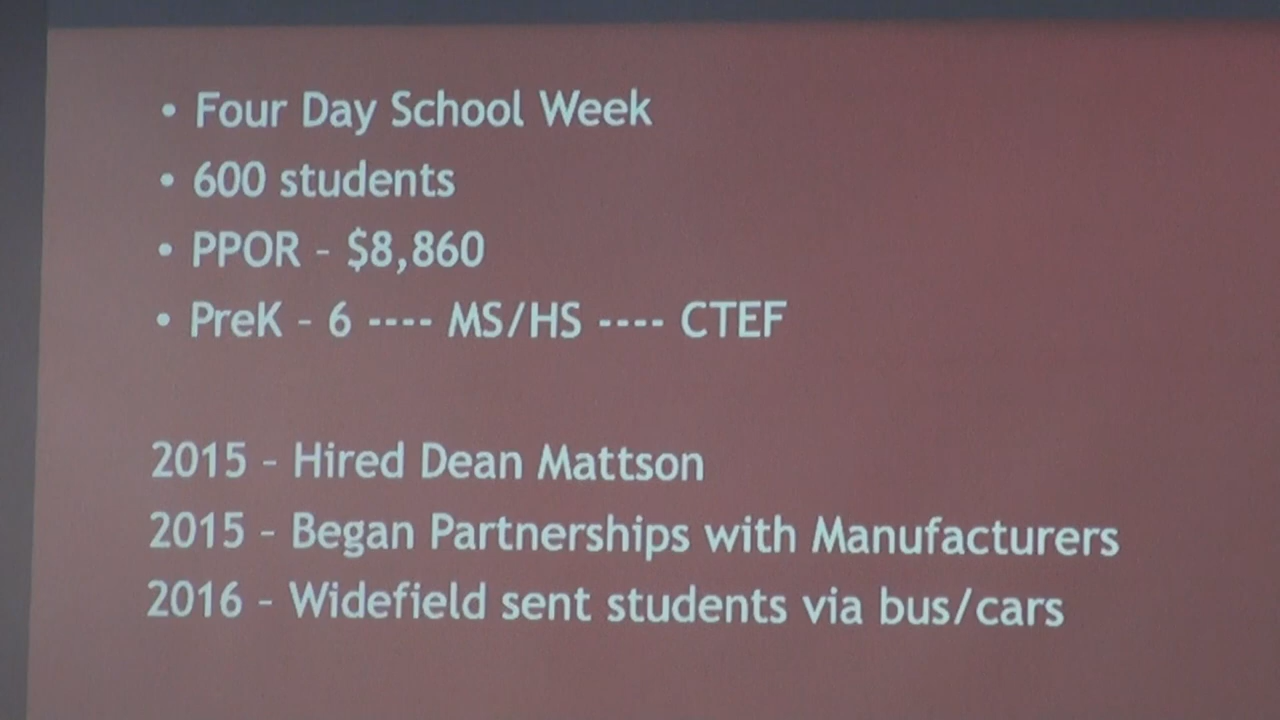 • Four Day School Week
• 600 students
• PPOR – $8,860
• PreK – 6 ---- MS/HS ---- CTEF
2015 – Hired Dean Mattson
2015 – Began Partnerships with Manufacturers
2016 – Widefield sent students via bus/cars